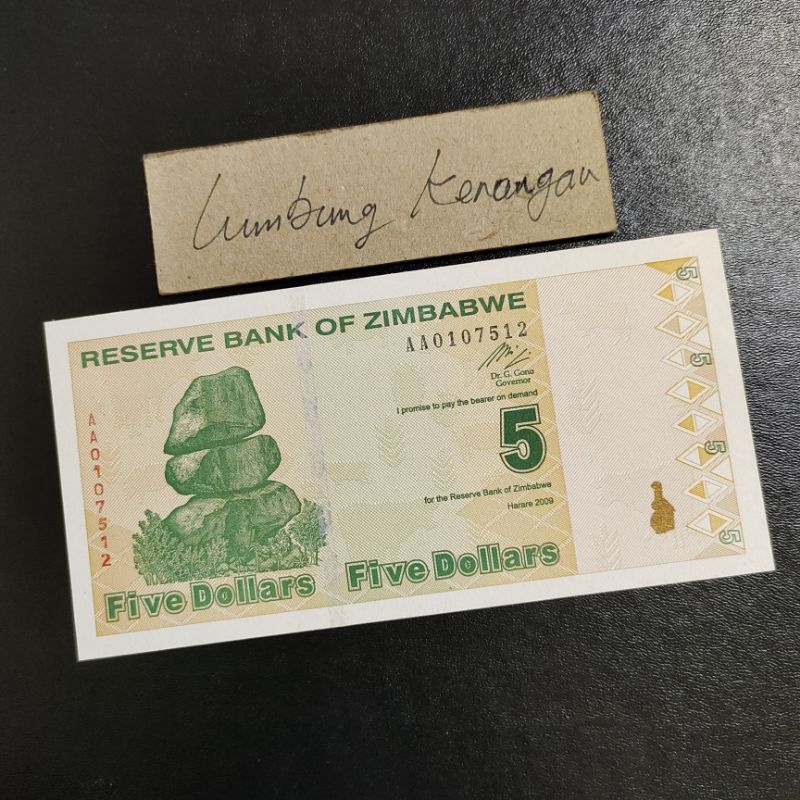 Lumbung Kenangan
RESERVE BANK OF ZIMBABWE
AA0107512
Dr. G. Gono
Governor
I promise to pay the bearer on demand
5
for the Reserve Bank of Zimbabwe
Harare 2009
AA0107512
Five Dollars Five Dollars
5
5
5
5